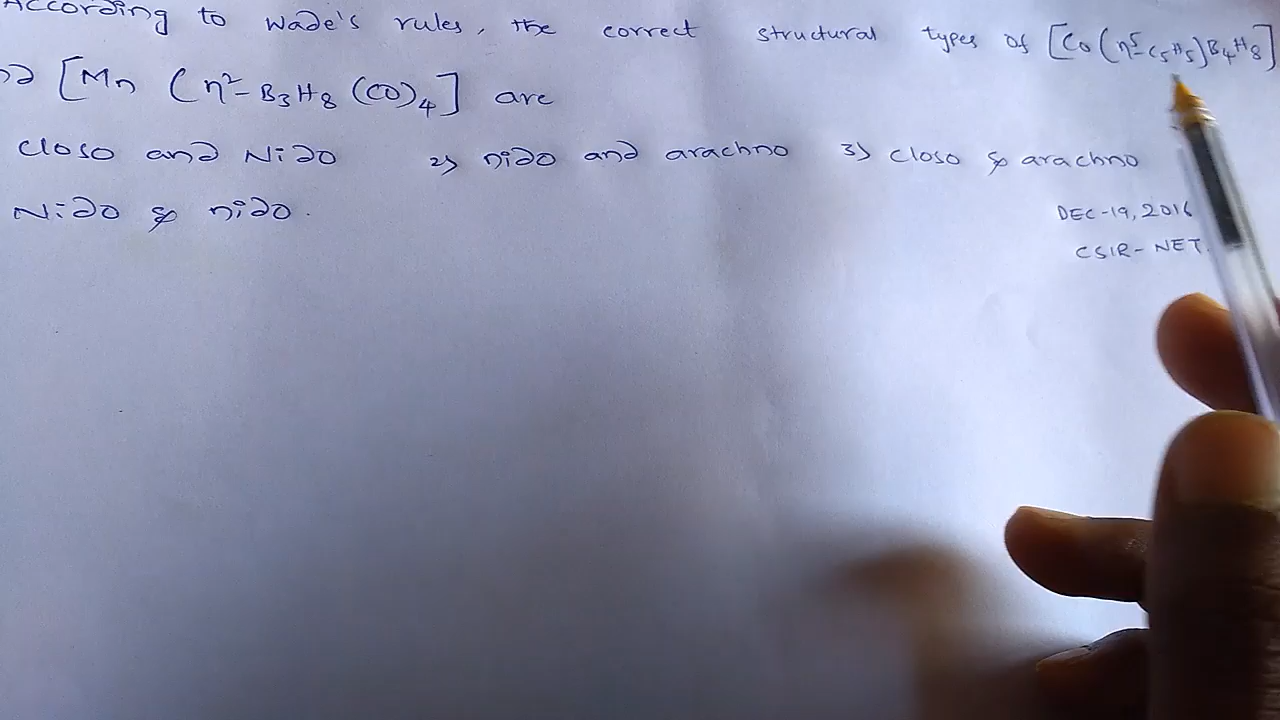 According to Wade's rules, the correct structural types of [Co(η⁵-C₅H₅)B₄H₈]
[Mn (η²-B₃H₈ (CO)₄] are
closo and Nido 2) nido and arachno 3) closo & arachno
Nido & nido.
DEC-19, 2016
CSIR-NET.